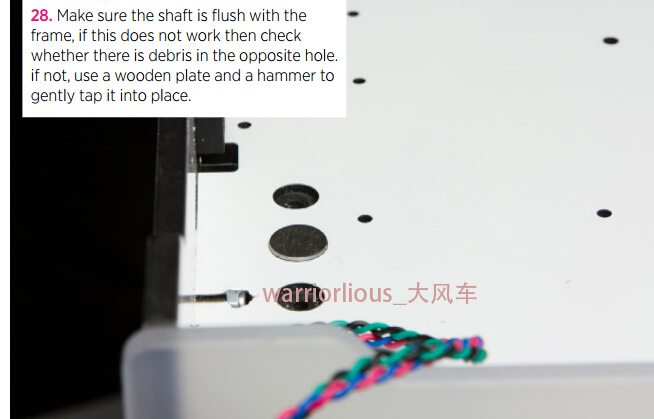 28. Make sure the shaft is flush with the
frame, if this does not work then check
whether there is debris in the opposite hole.
if not, use a wooden plate and a hammer to
gently tap it into place.
warriorlious_大风车